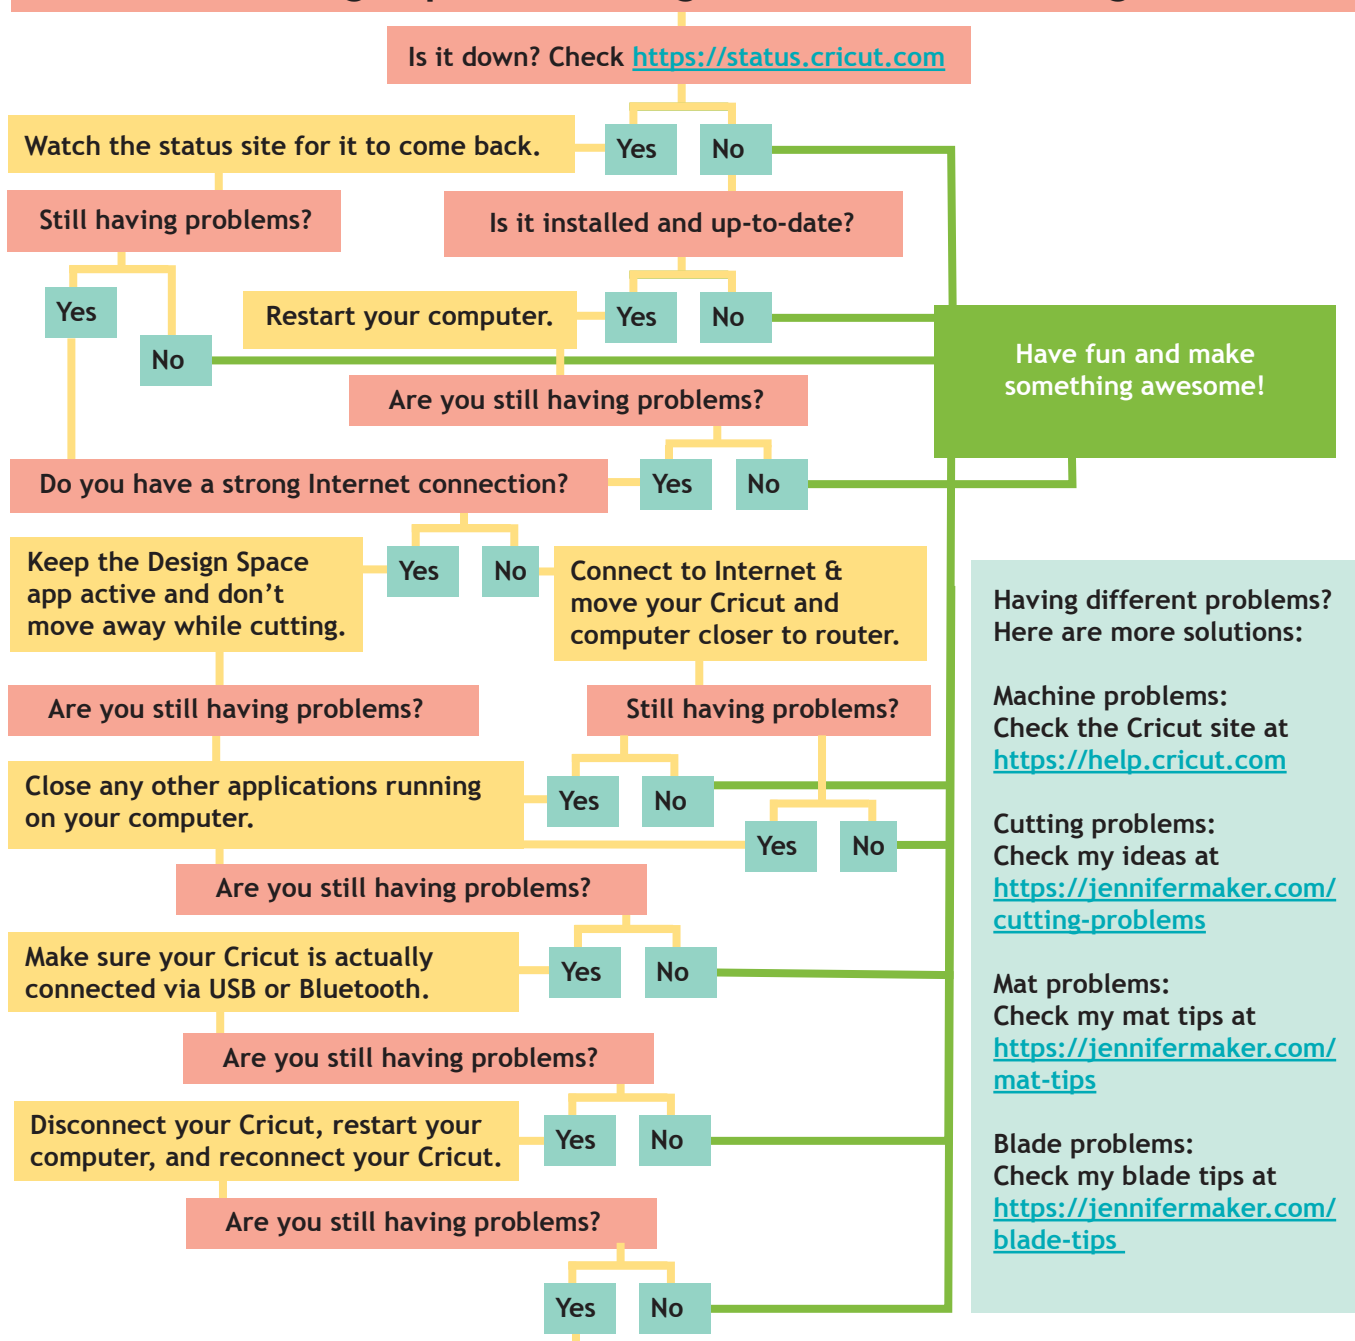 Is it down? Check https://status.cricut.com
Yes
No
Watch the status site for it to come back.
Still having problems?
Is it installed and up-to-date?
Yes
No
Yes
No
Restart your computer.
Have fun and make
something awesome!
Are you still having problems?
Yes
No
Do you have a strong Internet connection?
Yes
No
Keep the Design Space
app active and don’t
move away while cutting.
Connect to Internet &
move your Cricut and
computer closer to router.
Are you still having problems?
Still having problems?
Close any other applications running
on your computer.
Yes
No
Yes
No
Are you still having problems?
Yes
No
Make sure your Cricut is actually
connected via USB or Bluetooth.
Are you still having problems?
Yes
No
Disconnect your Cricut, restart your
computer, and reconnect your Cricut.
Are you still having problems?
Yes
No
Having different problems?
Here are more solutions:
Machine problems:
Check the Cricut site at
https://help.cricut.com
Cutting problems:
Check my ideas at
https://jennifermaker.com/
cutting-problems
Mat problems:
Check my mat tips at
https://jennifermaker.com/
mat-tips
Blade problems:
Check my blade tips at
https://jennifermaker.com/
blade-tips